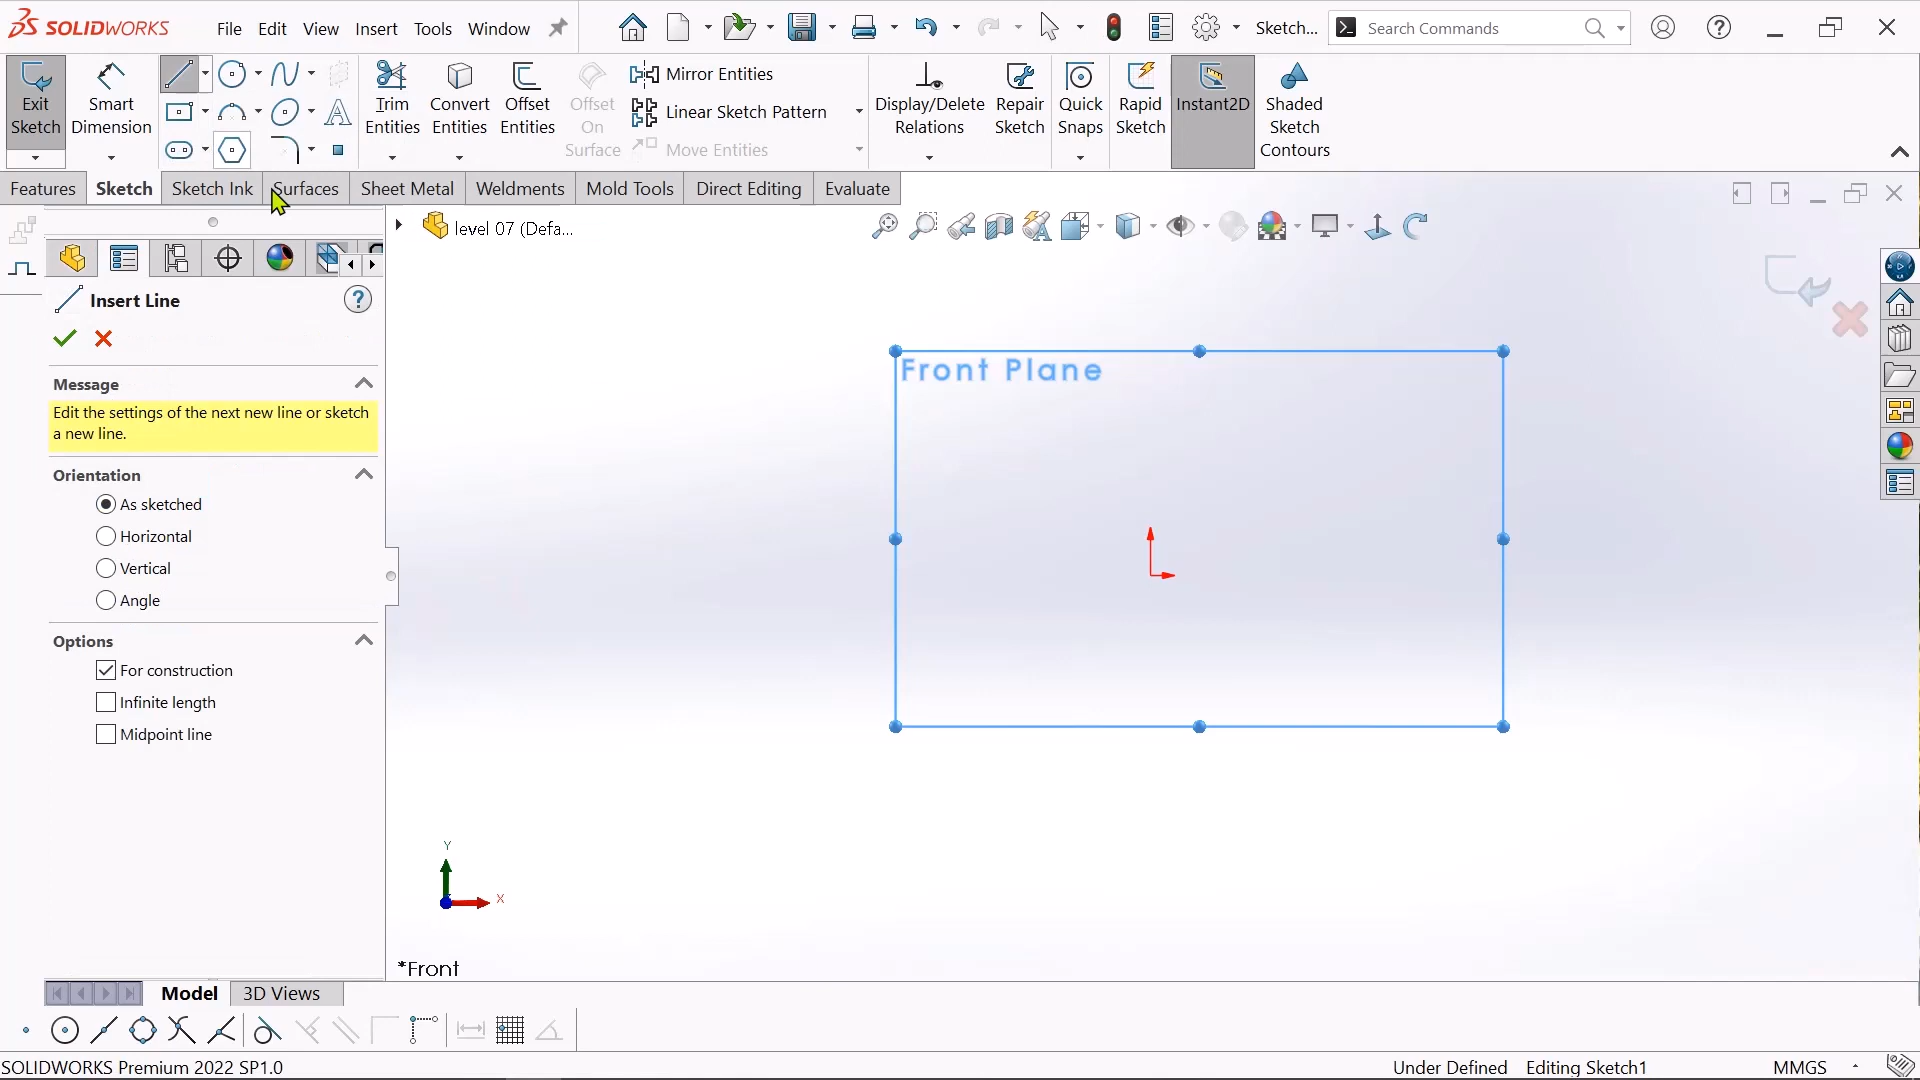 SOLIDWORKS File Edit View Insert Tools Window Sketch... Search Commands
Exit Sketch
Smart Dimension
Trim Entities
Convert Entities
Offset Entities
Offset On Surface
Mirror Entities
Linear Sketch Pattern
Move Entities
Display/Delete Relations
Repair Sketch
Quick Snaps
Rapid Sketch
Instant2D
Shaded Sketch Contours
Features Sketch Sketch Ink Surfaces Sheet Metal Weldments Mold Tools Direct Editing Evaluate
level 07 (Defa...
Insert Line
Message
Edit the settings of the next new line or sketch
a new line.
Orientation
As sketched
Horizontal
Vertical
Angle
Options
For construction
Infinite length
Midpoint line
Front Plane
Y
X
*Front
Model 3D Views
SOLIDWORKS Premium 2022 SP1.0 Under Defined Editing Sketch1 MMGS